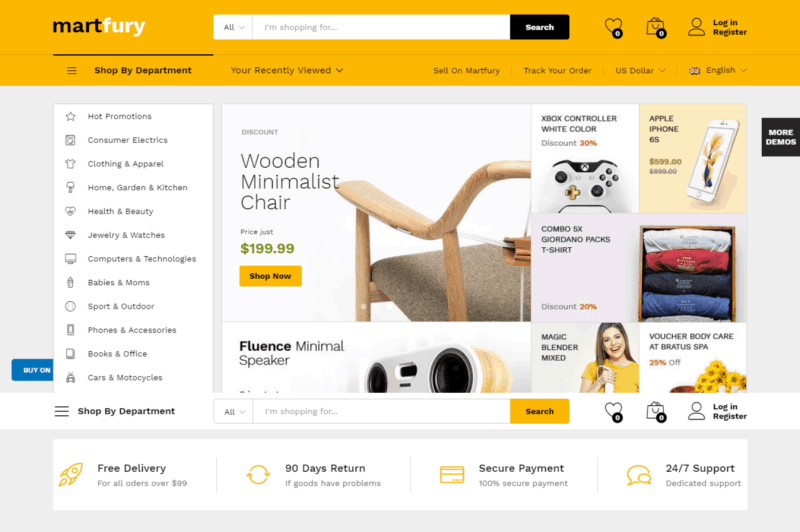 martfury
All
I'm shopping for...
Search
0
0
Log in
Register
Shop By Department
Your Recently Viewed
Sell On Martfury
Track Your Order
US Dollar
English
Hot Promotions
Consumer Electrics
Clothing & Apparel
Home, Garden & Kitchen
Health & Beauty
Jewelry & Watches
Computers & Technologies
Babies & Moms
Sport & Outdoor
Phones & Accessories
Books & Office
Cars & Motocycles
DISCOUNT
Wooden
Minimalist
Chair
Price just
$199.99
Shop Now
XBOX CONTROLLER
WHITE COLOR
Discount 30%
APPLE
IPHONE
6S
$599.00
$899.00
COMBO 5X
GIORDANO PACKS
T-SHIRT
Discount 20%
Fluence Minimal
Speaker
MAGIC
BLENDER
MIXED
VOUCHER BODY CARE
AT BRATUS SPA
25% Off
MORE
DEMOS
BUY ON
Shop By Department
All
I'm shopping for...
Search
0
0
Log in
Register
Free Delivery
For all oders over $99
90 Days Return
If goods have problems
Secure Payment
100% secure payment
24/7 Support
Dedicated support